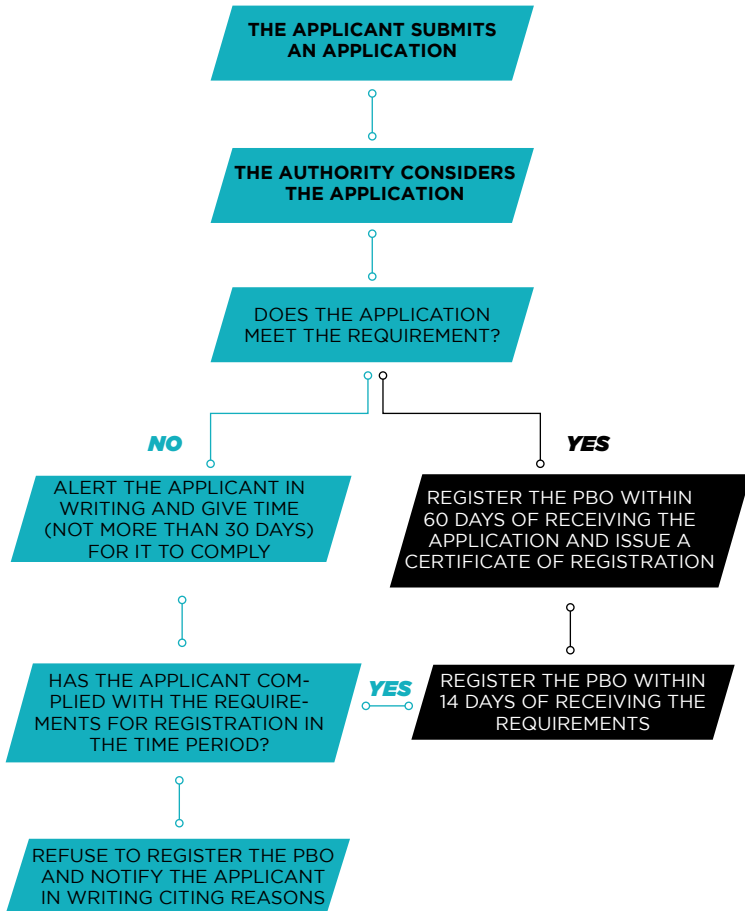 THE APPLICANT SUBMITS
AN APPLICATION
THE AUTHORITY CONSIDERS
THE APPLICATION
DOES THE APPLICATION
MEET THE REQUIREMENT?
NO
YES
ALERT THE APPLICANT IN
WRITING AND GIVE TIME
(NOT MORE THAN 30 DAYS)
FOR IT TO COMPLY
REGISTER THE PBO WITHIN
60 DAYS OF RECEIVING THE
APPLICATION AND ISSUE A
CERTIFICATE OF REGISTRATION
HAS THE APPLICANT COM-
PLIED WITH THE REQUIRE-
MENTS FOR REGISTRATION IN
THE TIME PERIOD?
YES
REGISTER THE PBO WITHIN
14 DAYS OF RECEIVING THE
REQUIREMENTS
REFUSE TO REGISTER THE PBO
AND NOTIFY THE APPLICANT
IN WRITING CITING REASONS